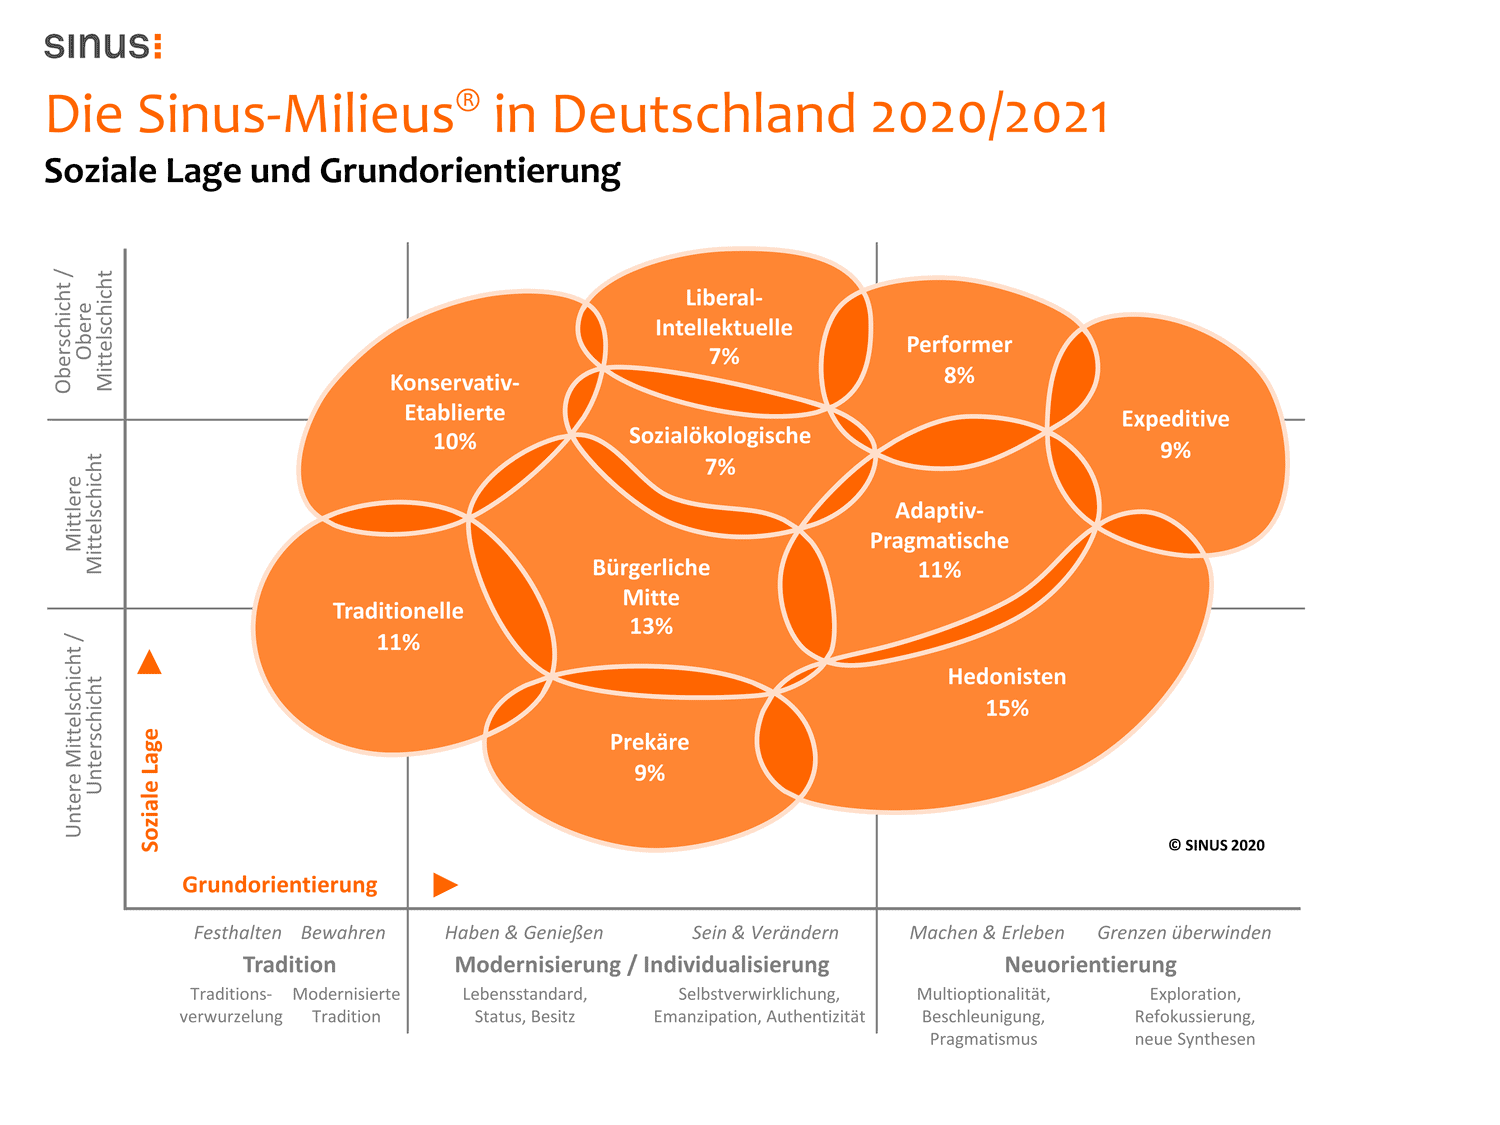 sinus:
Die Sinus-Milieus® in Deutschland 2020/2021
Soziale Lage und Grundorientierung
Oberschicht /
Obere
Mittelschicht
Mittlere
Mittelschicht
Untere Mittelschicht /
Unterschicht
Soziale Lage
Liberal-
Intellektuelle
7%
Performer
8%
Konservativ-
Etablierte
10%
Expeditive
9%
Sozialökologische
7%
Adaptiv-
Pragmatische
11%
Bürgerliche
Mitte
13%
Traditionelle
11%
Hedonisten
15%
Prekäre
9%
© SINUS 2020
Grundorientierung
Festhalten Bewahren Haben & Genießen Sein & Verändern Machen & Erleben Grenzen überwinden
Tradition Modernisierung / Individualisierung Neuorientierung
Traditions-
verwurzelung
Modernisierte
Tradition
Lebensstandard,
Status, Besitz
Selbstverwirklichung,
Emanzipation, Authentizität
Multioptionalität,
Beschleunigung,
Pragmatismus
Exploration,
Refokussierung,
neue Synthesen